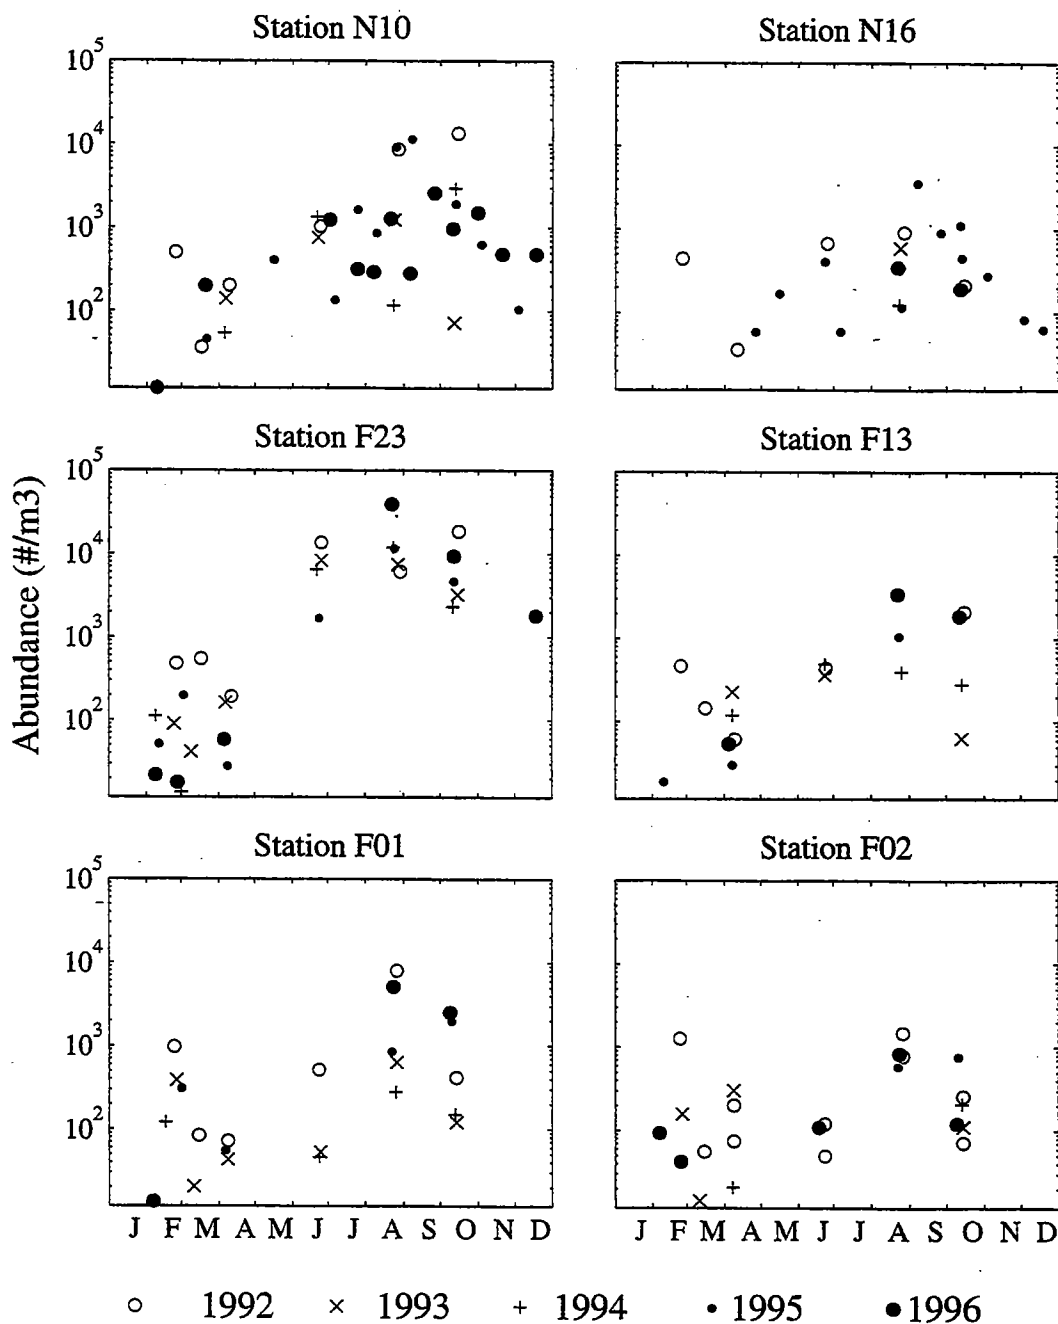 Station N10
Station N16
10^5
10^4
10^3
10^2
Station F23
Station F13
10^5
10^4
10^3
10^2
Abundance (#/m3)
Station F01
Station F02
10^5
10^4
10^3
10^2
J F M A M J J A S O N D
J F M A M J J A S O N D
1992 1993 1994 1995 1996